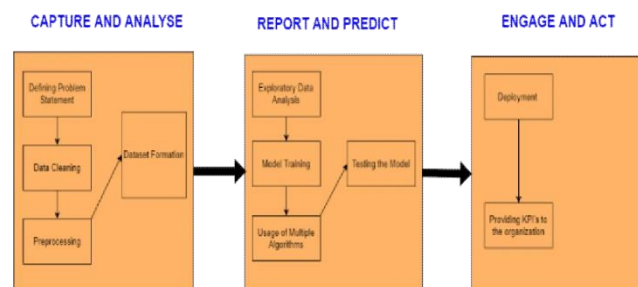 CAPTURE AND ANALYSE
REPORT AND PREDICT
ENGAGE AND ACT
Defining Problem
Statement
Data Cleaning
Preprocessing
Dataset Formation
Exploratory Data
Analysis
Model Training
Usage of Multiple
Algorithms
Testing the Model
Deployment
Providing KPI's to
the organization